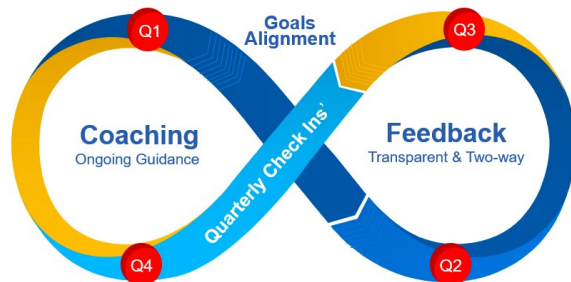 Q1
Goals
Alignment
Q3
Coaching
Ongoing Guidance
Quarterly Check Ins'
Feedback
Transparent & Two-way
Q4
Q2